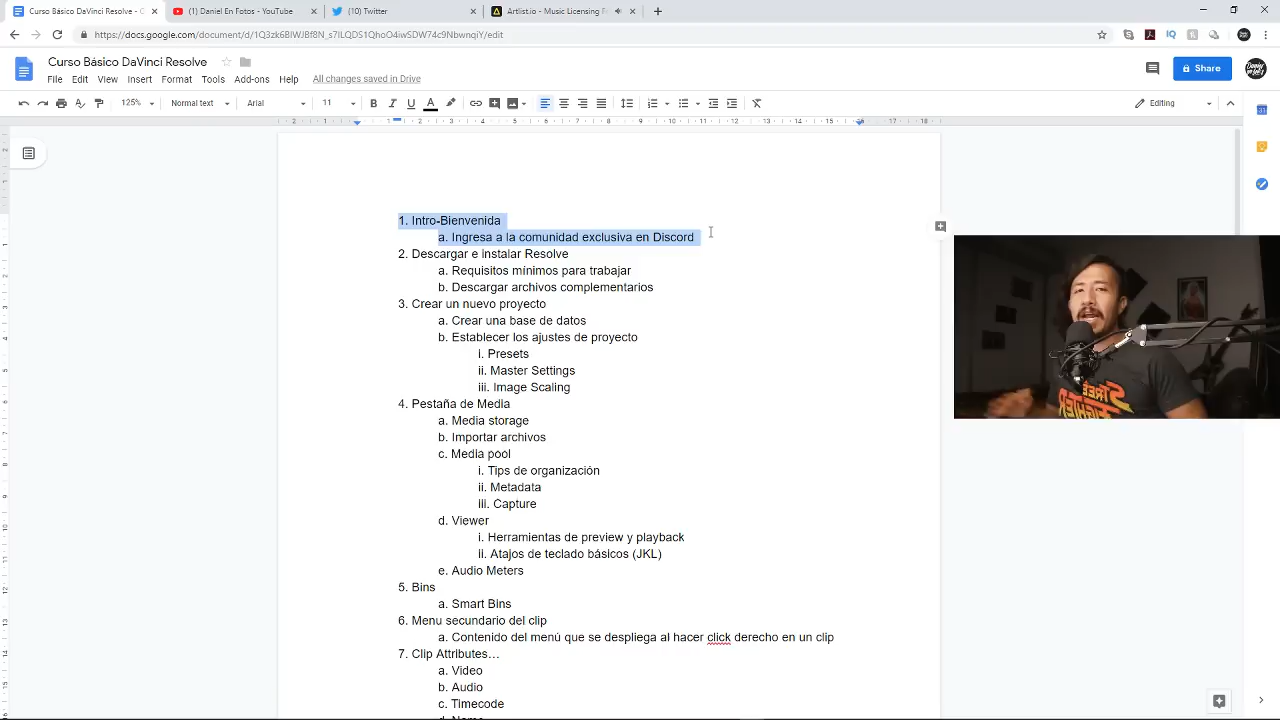 Curso Básico DaVinci Resolve - G
(1) Daniel En Fotos - YouTube
(10) Twitter
Artlist.io - Music Licensing R
https://docs.google.com/document/d/1Q3zk6BlWJBf8N_s7ILQDS1QhoO4iwSDW74c9NbwnqiY/edit
Curso Básico DaVinci Resolve
File Edit View Insert Format Tools Add-ons Help All changes saved in Drive
Share
125% Normal text Arial 11 Editing
1. Intro-Bienvenida
a. Ingresa a la comunidad exclusiva en Discord
2. Descargar e instalar Resolve
a. Requisitos mínimos para trabajar
b. Descargar archivos complementarios
3. Crear un nuevo proyecto
a. Crear una base de datos
b. Establecer los ajustes de proyecto
i. Presets
ii. Master Settings
iii. Image Scaling
4. Pestaña de Media
a. Media storage
b. Importar archivos
c. Media pool
i. Tips de organización
ii. Metadata
iii. Capture
d. Viewer
i. Herramientas de preview y playback
ii. Atajos de teclado básicos (JKL)
e. Audio Meters
5. Bins
a. Smart Bins
6. Menu secundario del clip
a. Contenido del menú que se despliega al hacer click derecho en un clip
7. Clip Attributes…
a. Video
b. Audio
c. Timecode
d. Name
STREET
FIGHTER